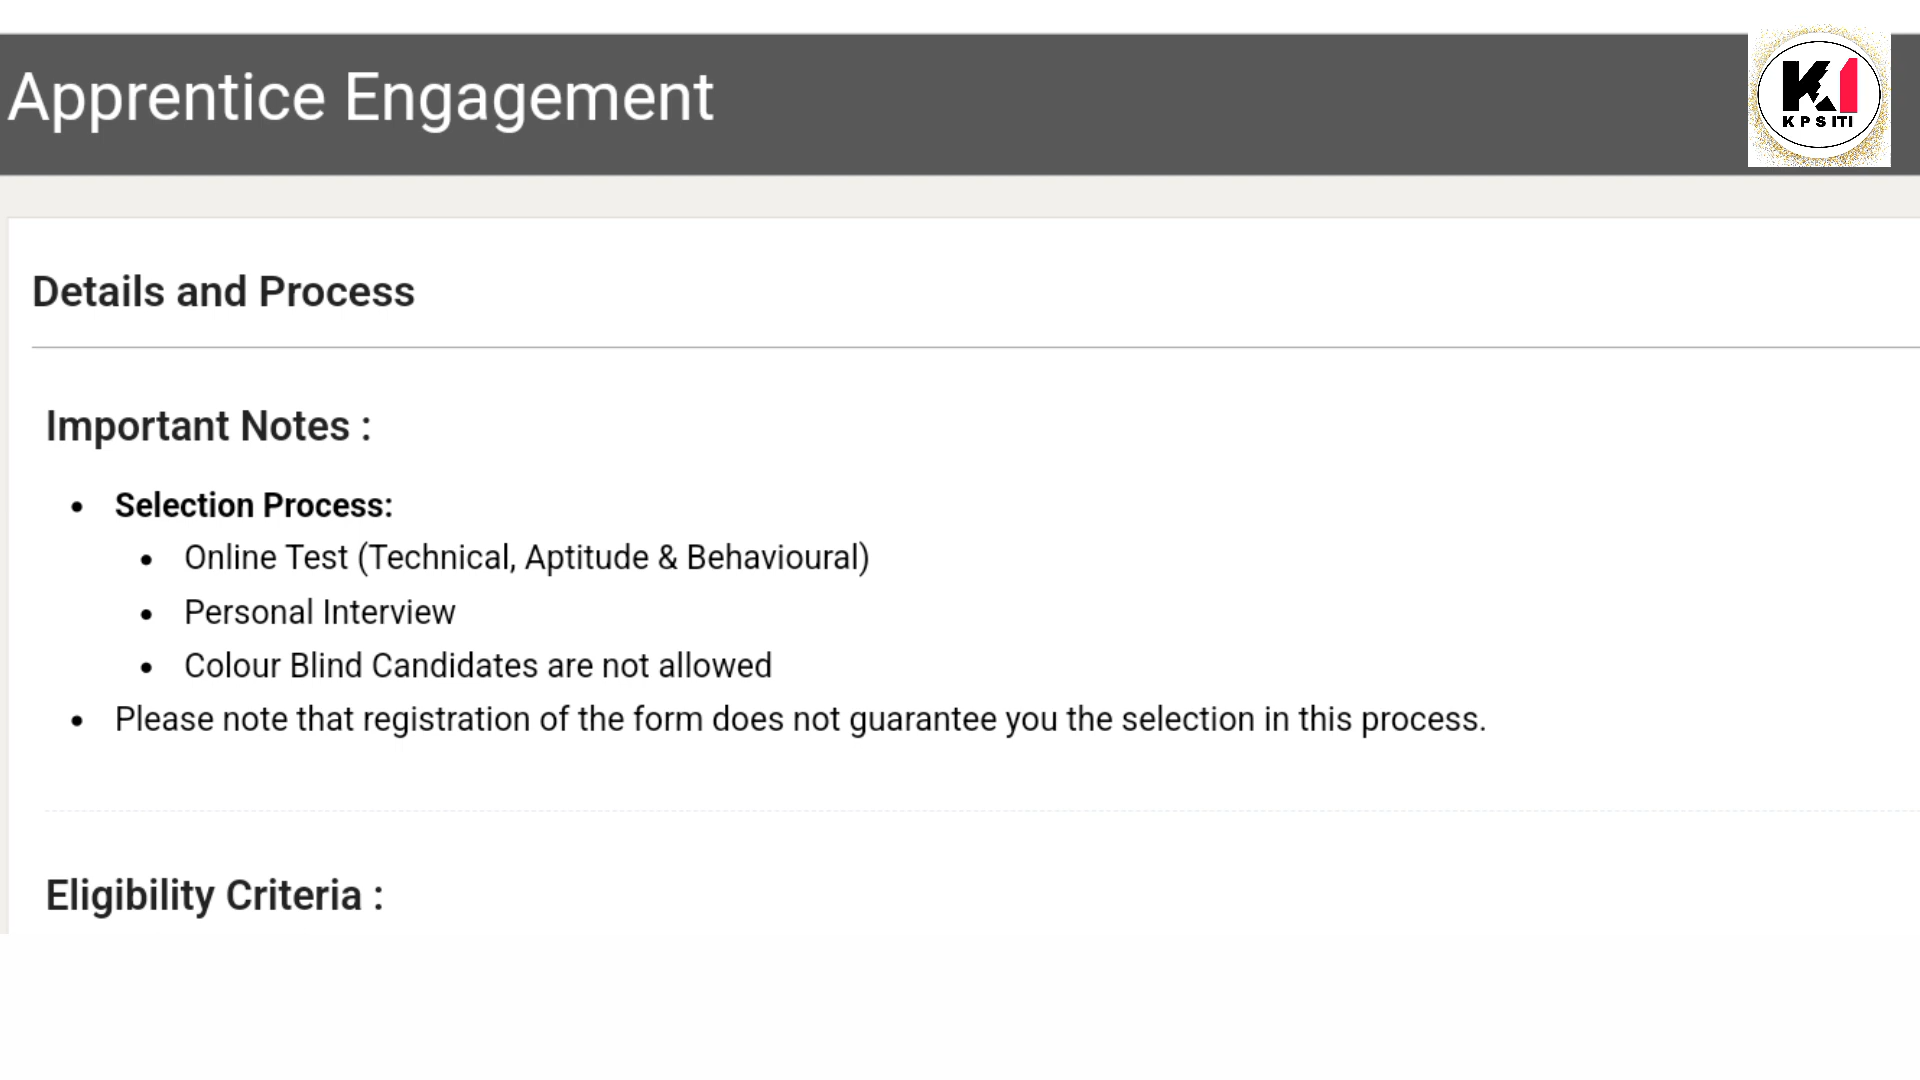 Apprentice Engagement
K1
KPS ITI
Details and Process
Important Notes :
• Selection Process:
• Online Test (Technical, Aptitude & Behavioural)
• Personal Interview
• Colour Blind Candidates are not allowed
• Please note that registration of the form does not guarantee you the selection in this process.
Eligibility Criteria :